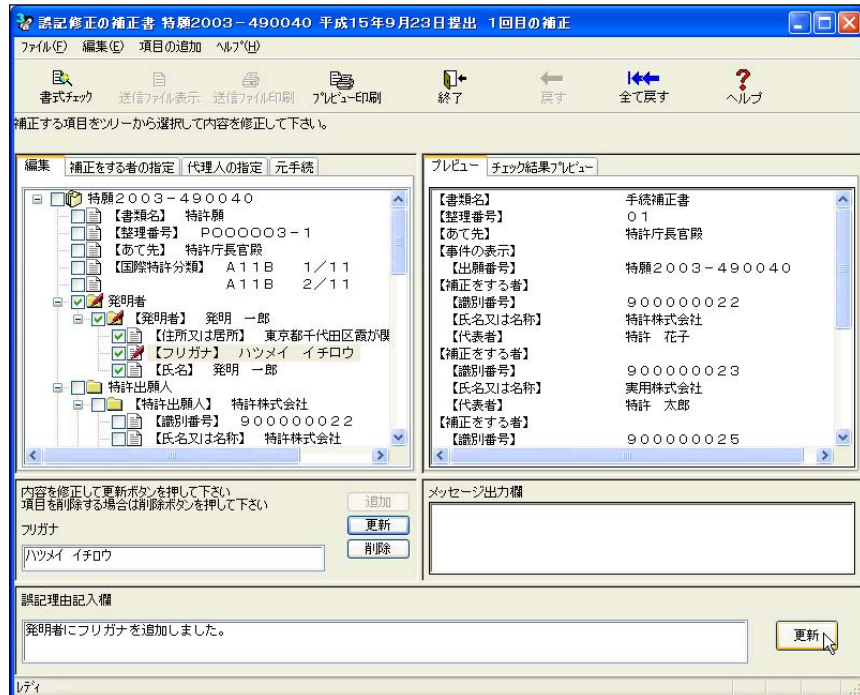 誤記修正の補正書 特願2003-490040 平成15年9月23日提出 1回目の補正
ファイル(F) 編集(E) 項目の追加 ヘルプ(H)
書式チェック 送信ファイル表示 送信ファイル印刷 プレビュー印刷 終了 戻す 全て戻す ヘルプ
補正する項目をツリーから選択して内容を修正して下さい。
編集 補正をする者の指定 代理人の指定 元手続
特願2003-490040
【書類名】 特許願
【整理番号】 P000003-1
【あて先】 特許庁長官殿
【国際特許分類】 A11B 1/11
A11B 2/11
発明者
【発明者】 発明 一郎
【住所又は居所】 東京都千代田区霞が
【フリガナ】 ハツメイ イチロウ
【氏名】 発明 一郎
特許出願人
【特許出願人】 特許株式会社
【識別番号】 900000022
【氏名又は名称】 特許株式会社
プレビュー チェック結果プレビュー
【書類名】 手続補正書
【整理番号】 01
【あて先】 特許庁長官殿
【事件の表示】
【出願番号】 特願2003-490040
【補正をする者】
【識別番号】 900000022
【氏名又は名称】 特許株式会社
【代表者】 特許 花子
【補正をする者】
【識別番号】 900000023
【氏名又は名称】 実用株式会社
【代表者】 特許 太郎
【補正をする者】
【識別番号】 900000025
内容を修正して更新ボタンを押して下さい
項目を削除する場合は削除ボタンを押して下さい
追加
フリガナ
更新
ハツメイ イチロウ
削除
メッセージ出力欄
誤記理由記入欄
発明者にフリガナを追加しました。
更新
レディ